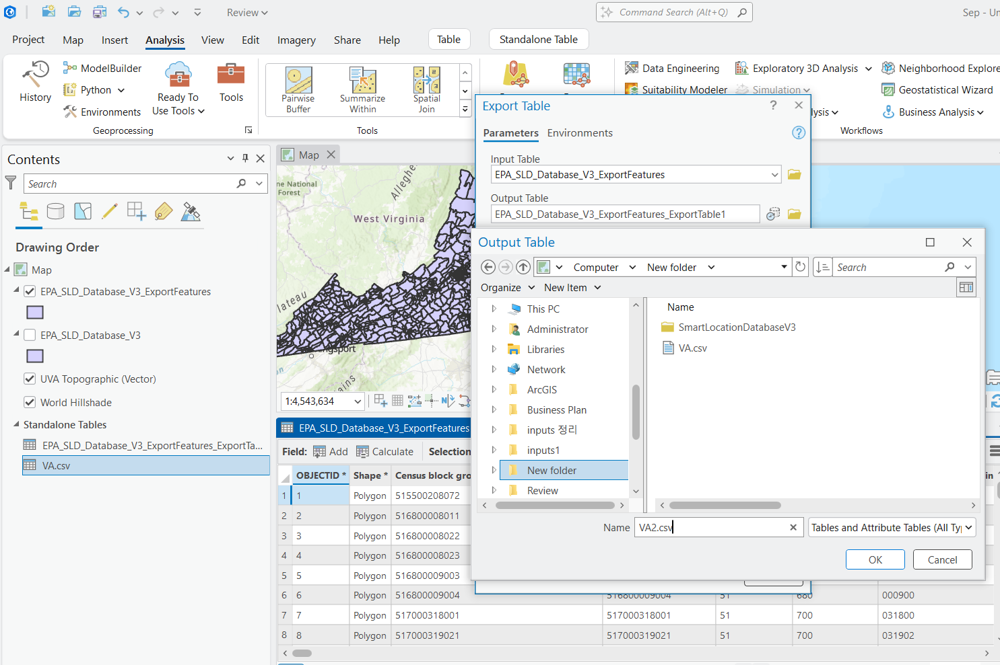 Review
Command Search (Alt+Q)
Sep - Un
Project
Map
Insert
Analysis
View
Edit
Imagery
Share
Help
Table
Standalone Table
History
ModelBuilder
Python
Environments
Ready To
Use Tools
Tools
Geoprocessing
Pairwise
Buffer
Summarize
Within
Spatial
Join
Tools
Data Engineering
Suitability Modeler
Exploratory 3D Analysis
Simulation
lysis
Neighborhood Explore
Geostatistical Wizard
Business Analysis
Workflows
Contents
Search
Drawing Order
Map
EPA_SLD_Database_V3_ExportFeatures
EPA_SLD_Database_V3
UVA Topographic (Vector)
World Hillshade
Standalone Tables
EPA_SLD_Database_V3_ExportFeatures_ExportTa...
VA.csv
Map
ne National
Forest
Alleghe
West Virginia
lateau
ngsport
ains
1:4,543,634
Export Table
?
Parameters
Environments
?
Input Table
EPA_SLD_Database_V3_ExportFeatures
Output Table
EPA_SLD_Database_V3_ExportFeatures_ExportTable1
Output Table
Computer
New folder
Search
Organize
New Item
This PC
Administrator
Libraries
Network
ArcGIS
Business Plan
inputs 정리
inputs1
New folder
Review
Name
SmartLocationDatabaseV3
VA.csv
Name
VA2.csv
Tables and Attribute Tables (All Ty
OK
Cancel
EPA_SLD_Database_V3_ExportFeatures
Field:
Add
Calculate
Selection
OBJECTID *
Shape *
Census block gro
in
1 1 Polygon 515500208072
2 2 Polygon 516800008011
3 3 Polygon 516800008022
4 4 Polygon 516800008023
5 5 Polygon 516800009003
6 6 Polygon 516800009004 516800009004 51 680 000900
7 7 Polygon 517000318001 517000318001 51 700 031800
8 8 Polygon 517000319021 517000319021 51 700 031902